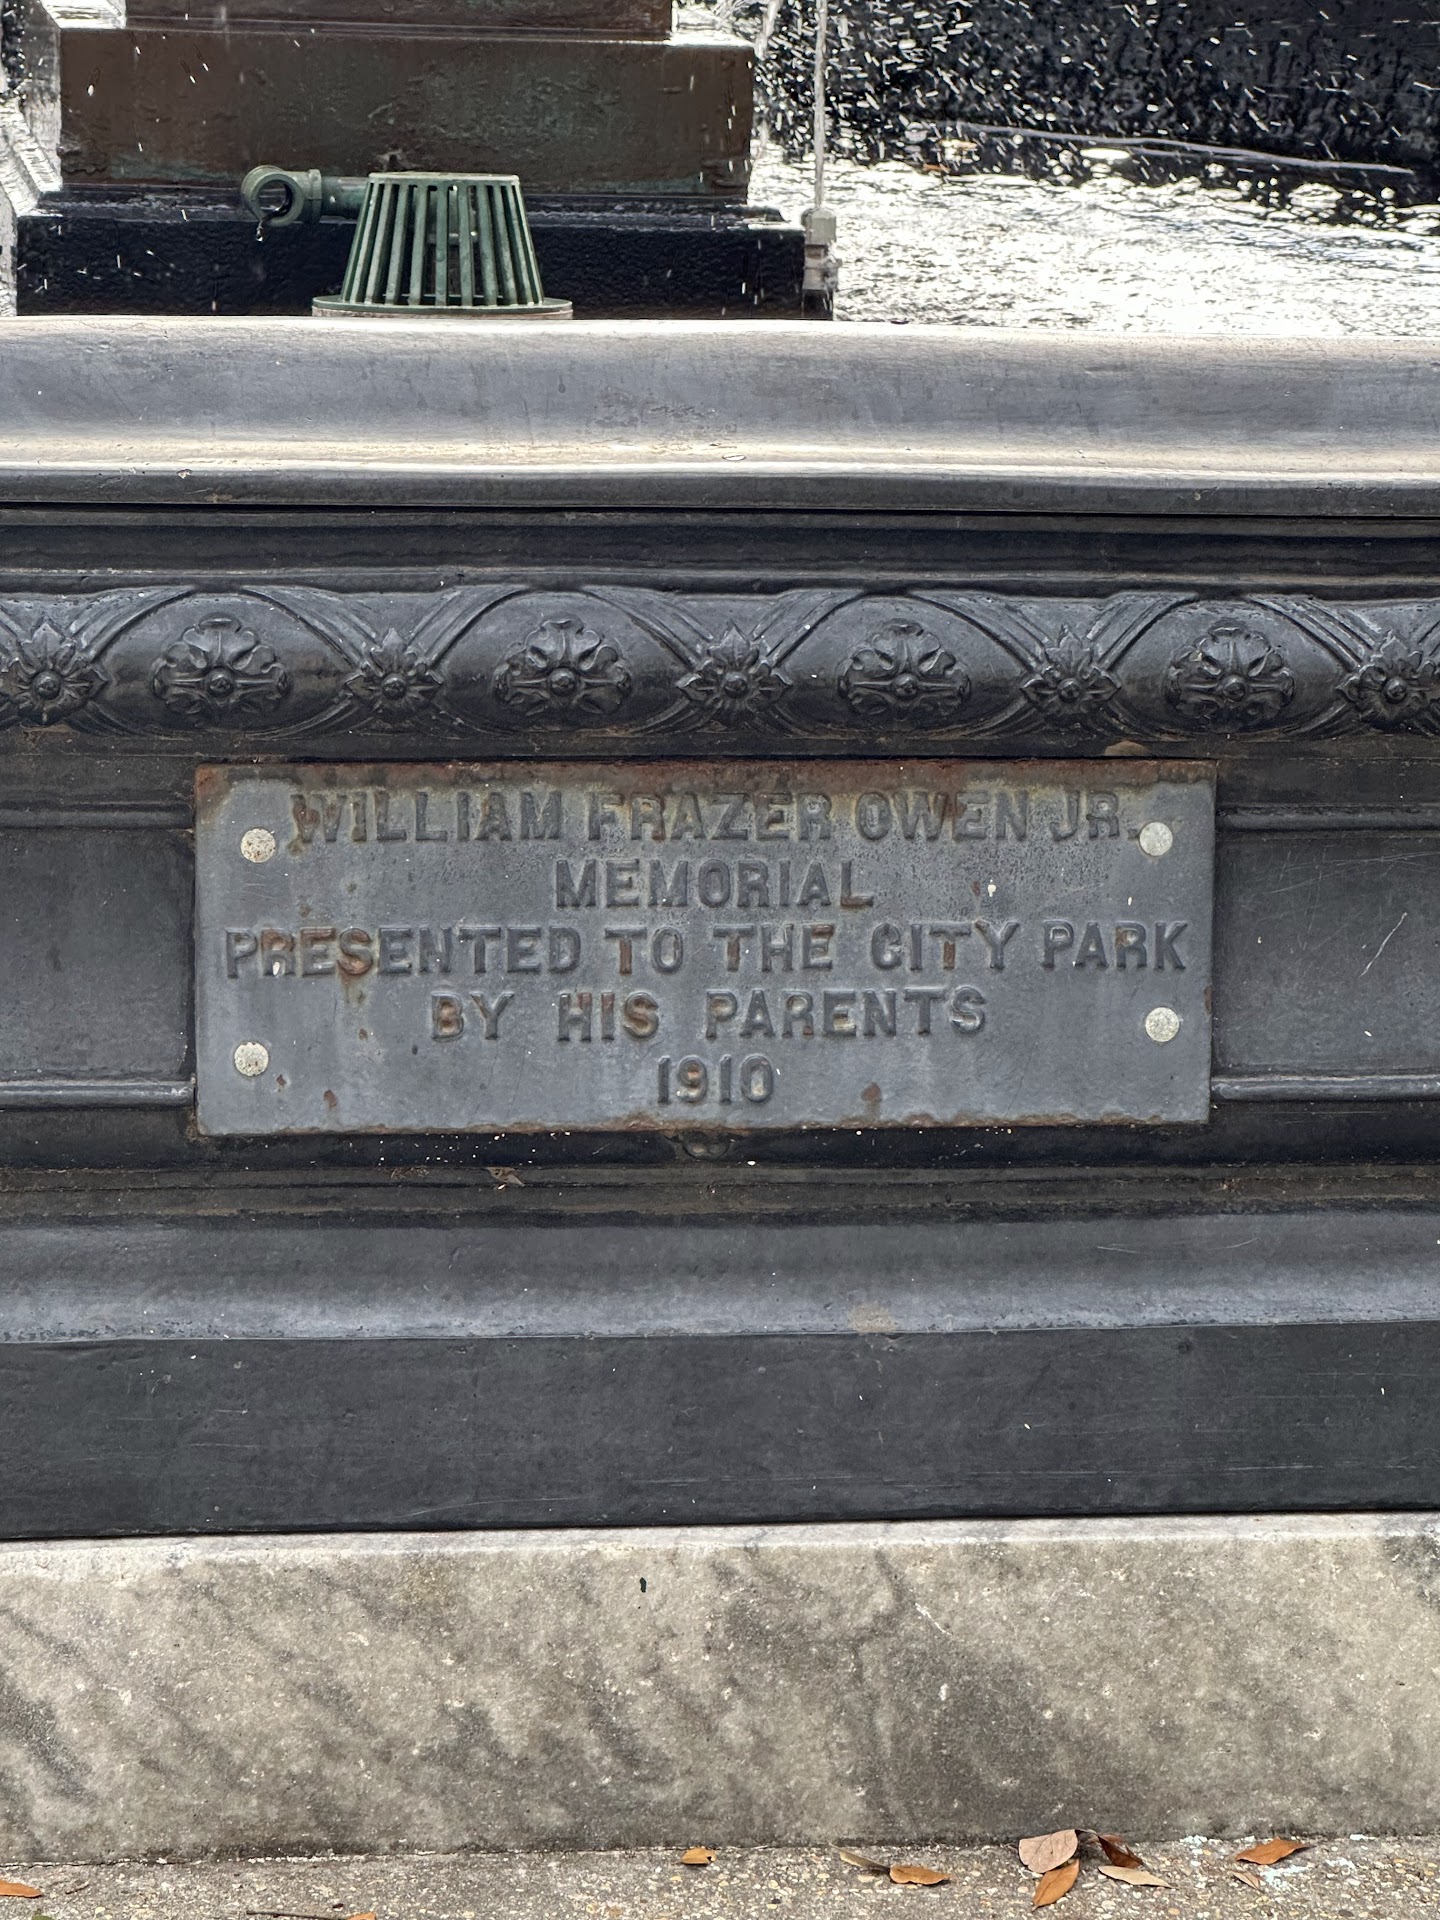 WILLIAM FRAZER OWEN JR.
MEMORIAL
PRESENTED TO THE CITY PARK
BY HIS PARENTS
1910